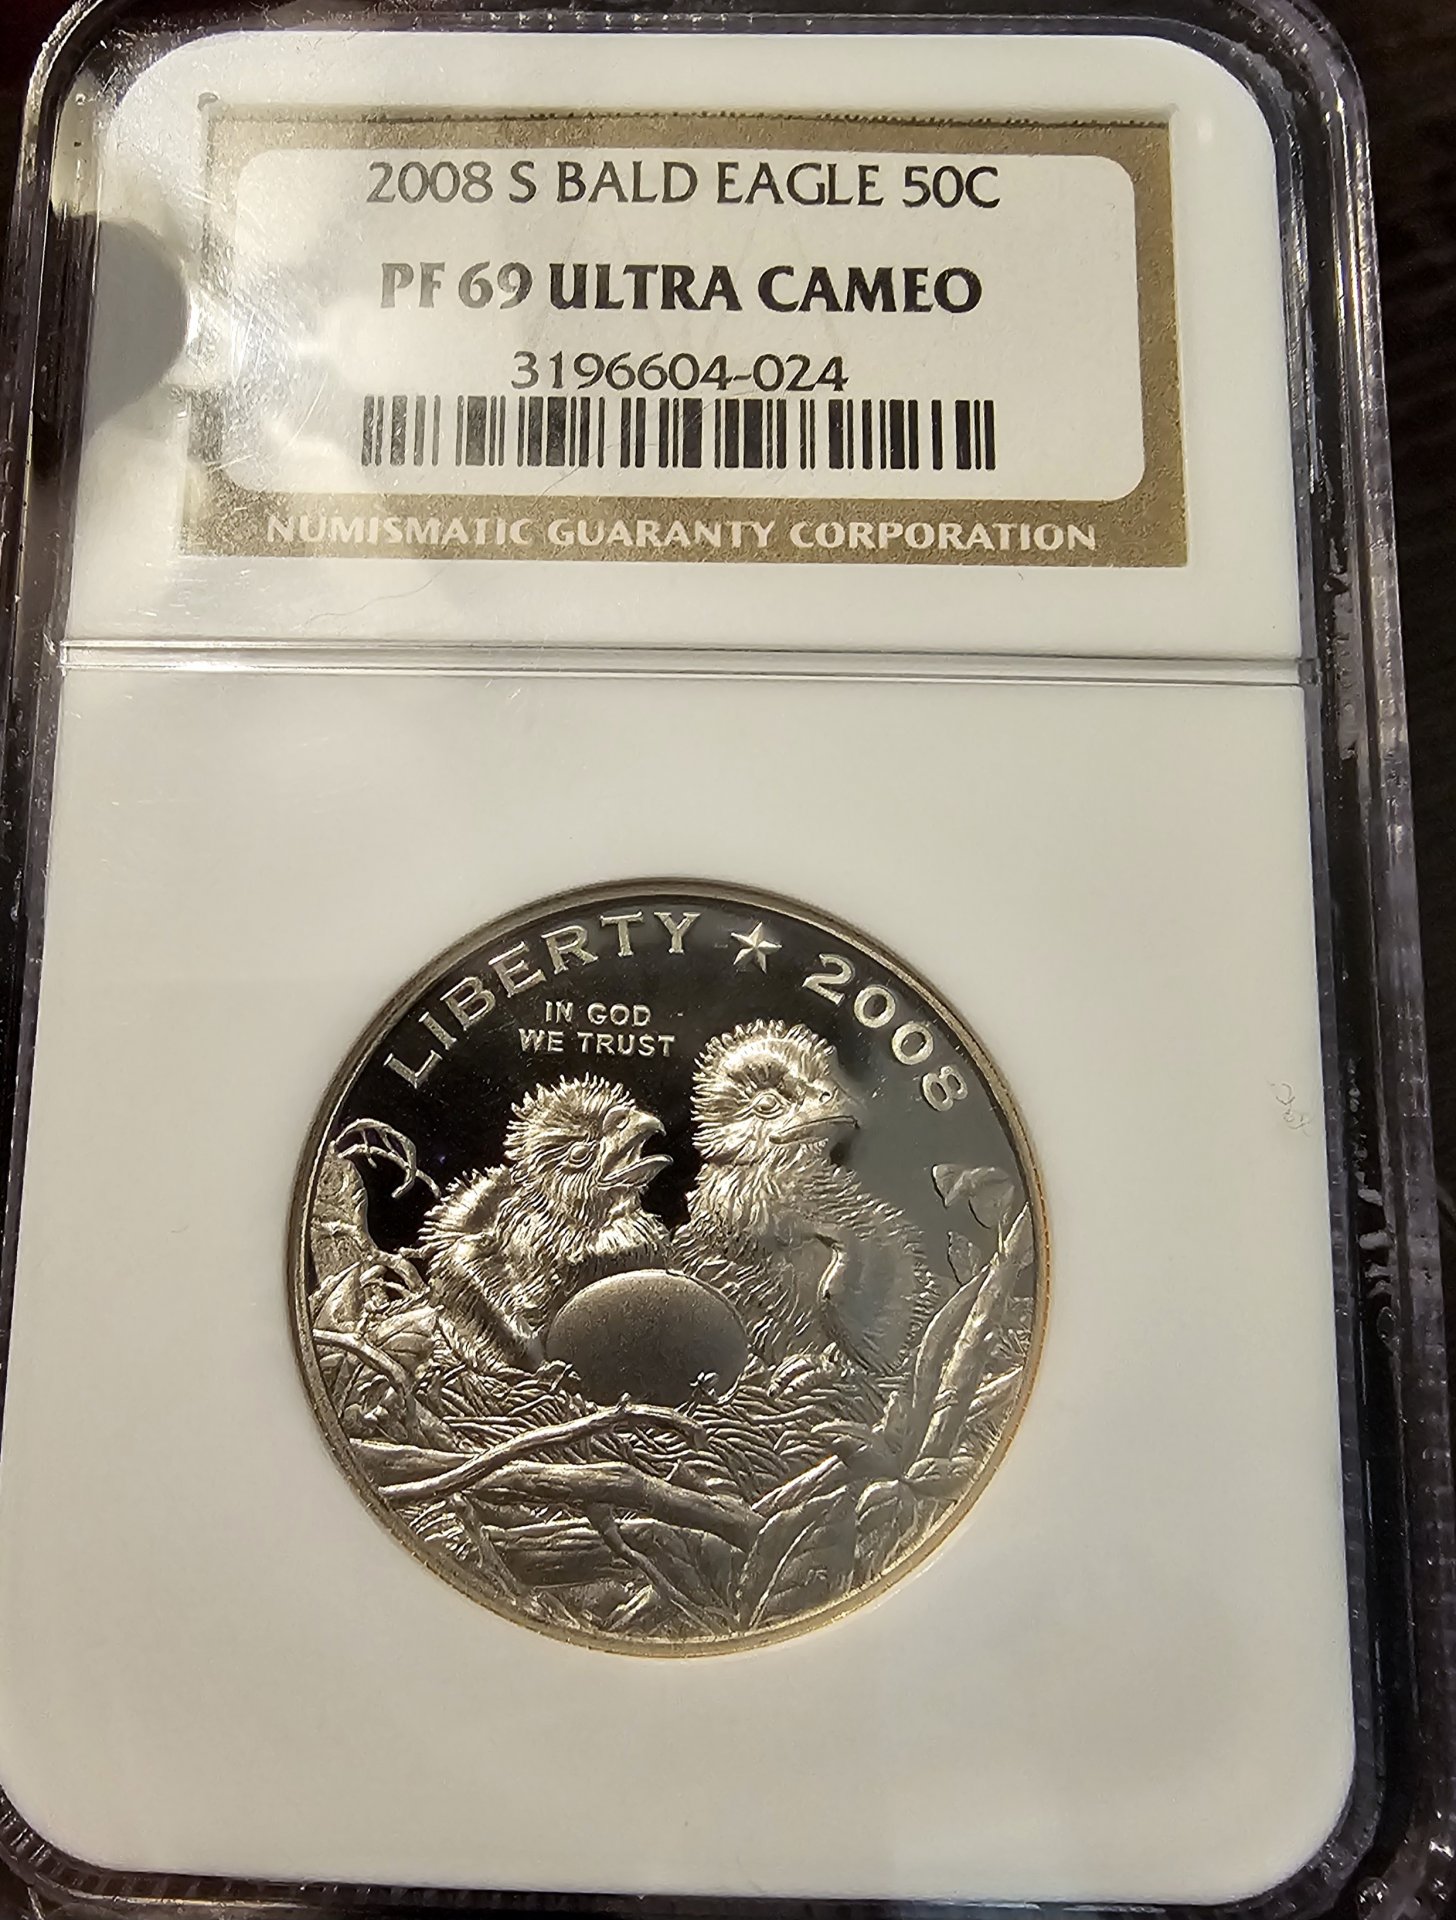 2008 S BALD EAGLE 50C
PF 69 ULTRA CAMEO
3196604-024
NUMISMATIC GUARANTY CORPORATION
LIBERTY ★ 2008
IN GOD
WE TRUST